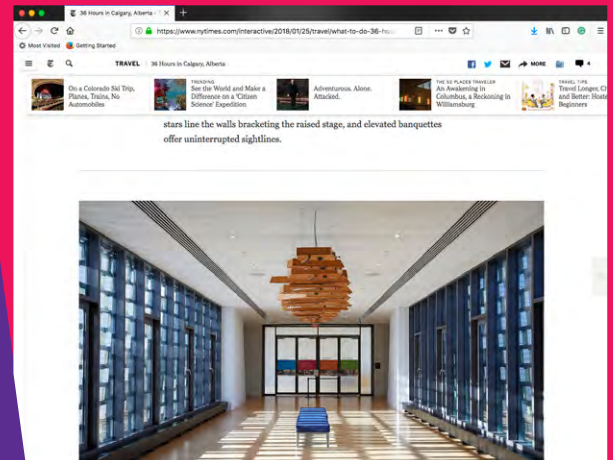 36 Hours in Calgary, Alberta - T
https://www.nytimes.com/interactive/2018/01/25/travel/what-to-do-36-hou
Most Visited Getting Started
TRAVEL 36 Hours in Calgary, Alberta
MORE
4
On a Colorado Ski Trip,
Planes, Trains, No
Automobiles
TRENDING
See the World and Make a
Difference on a 'Citizen
Science' Expedition
Adventurous. Alone.
Attacked.
THE 52 PLACES TRAVELER
An Awakening in
Columbus, a Reckoning in
Williamsburg
TRAVEL TIPS
Travel Longer, Ch
and Better: Hoste
Beginners
stars line the walls bracketing the raised stage, and elevated banquettes
offer uninterrupted sightlines.